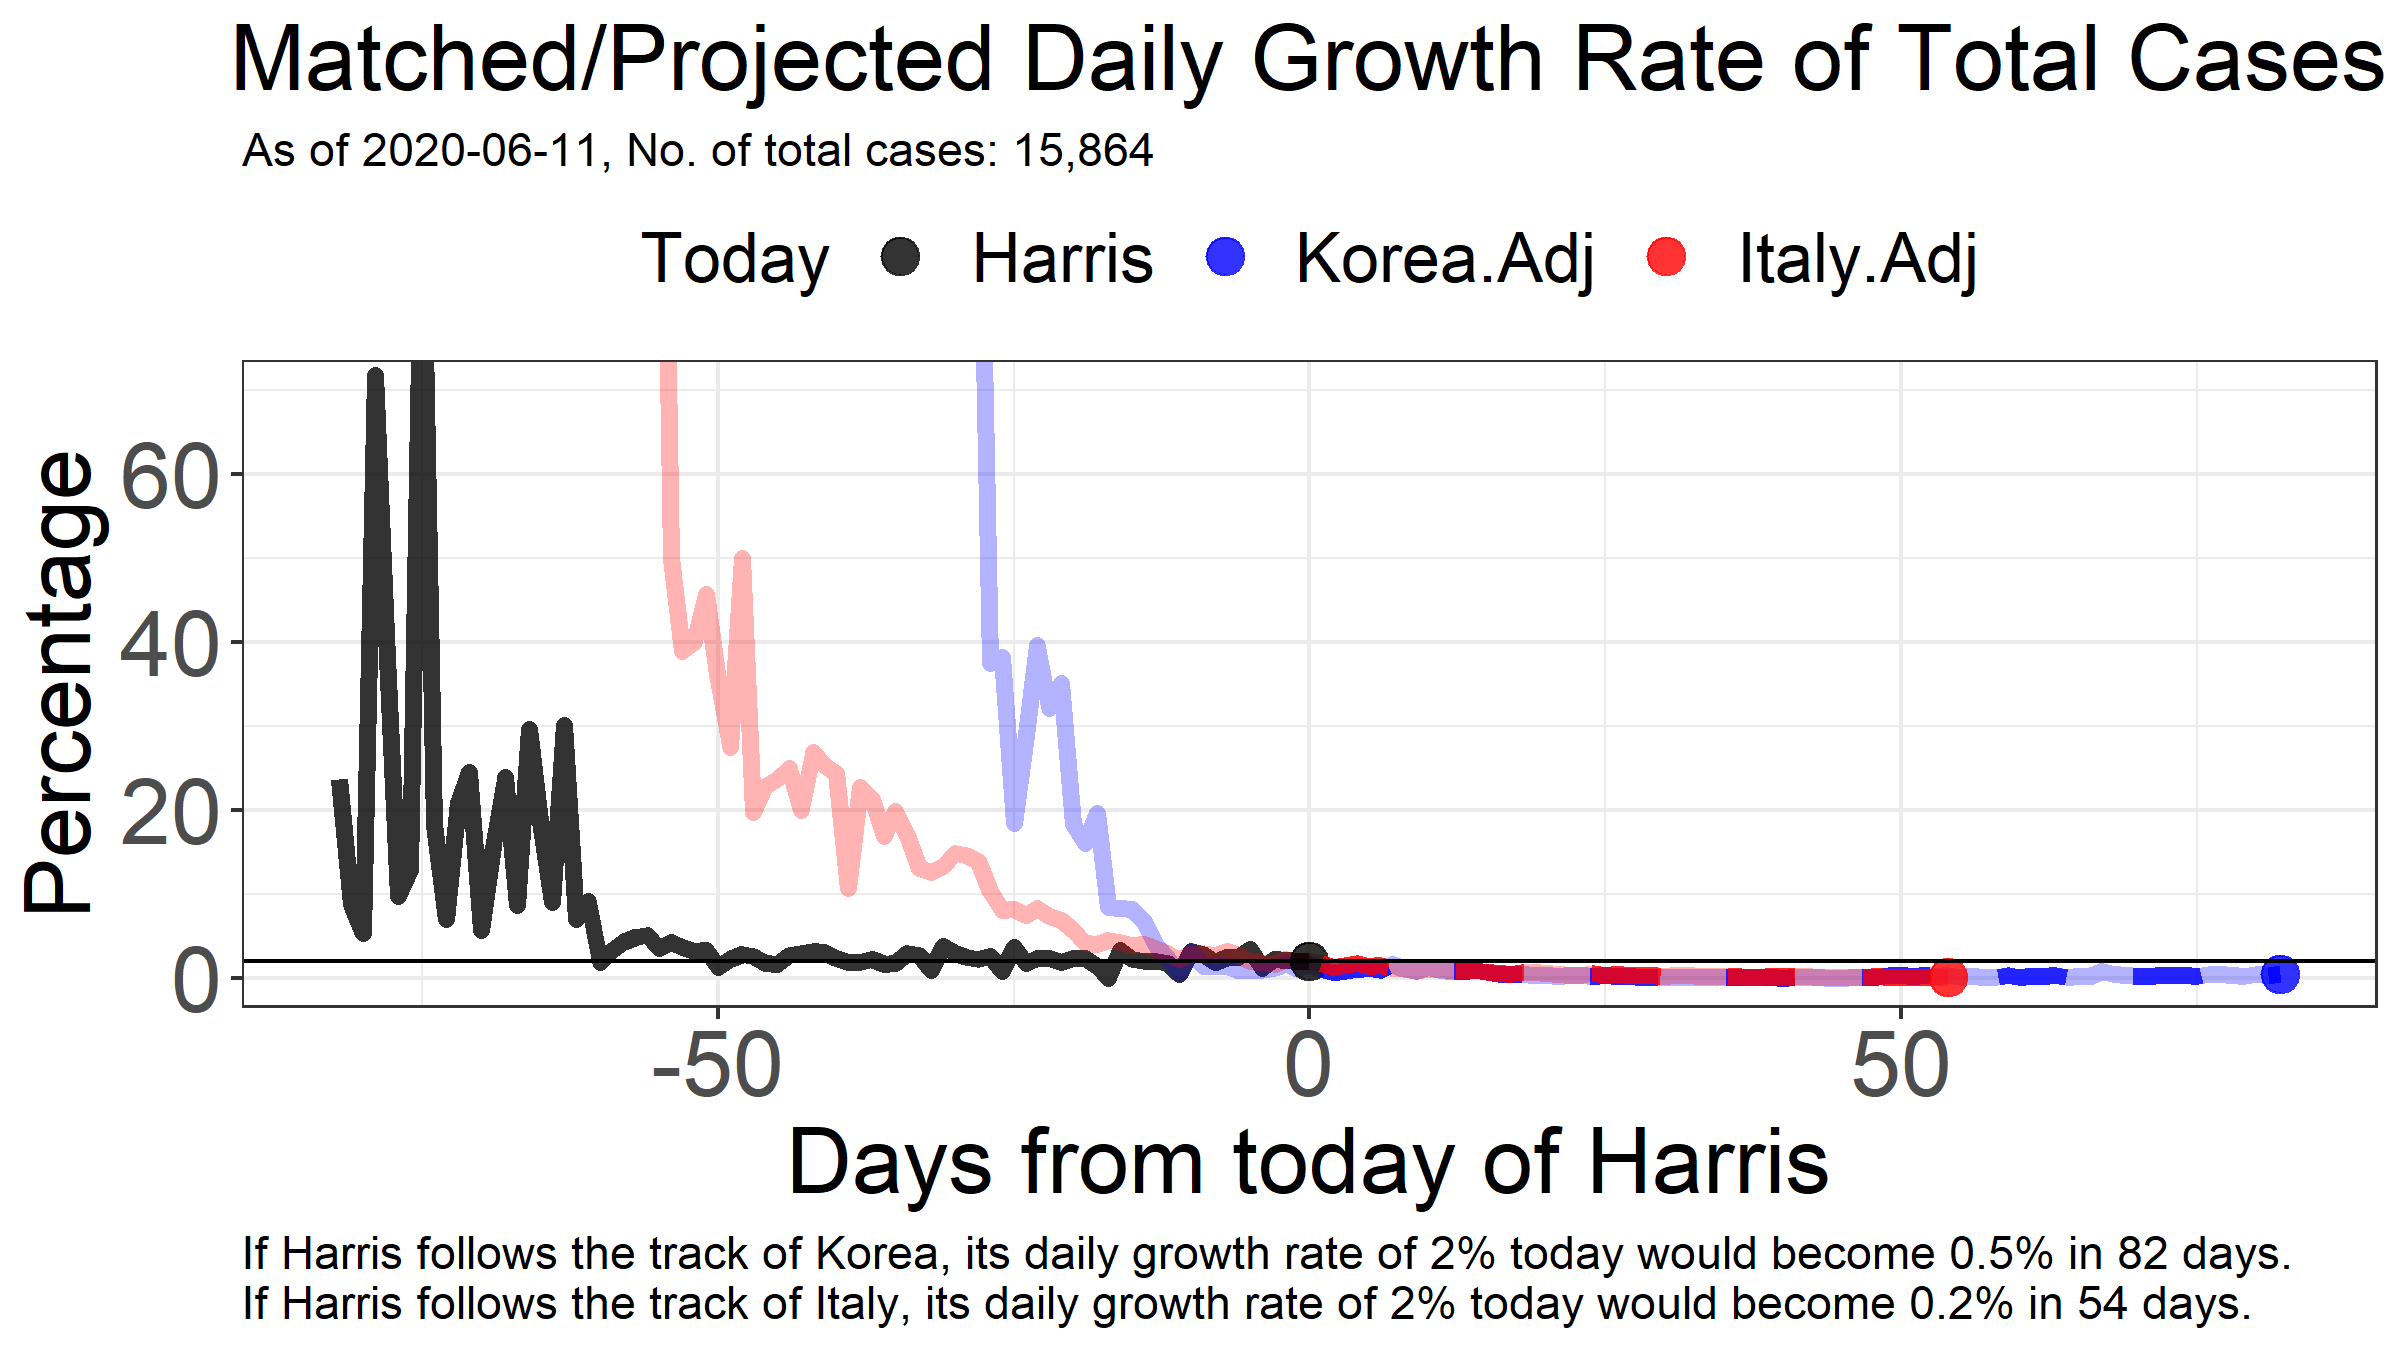 Matched/Projected Daily Growth Rate of Total Cases
As of 2020-06-11, No. of total cases: 15,864
Today Harris Korea.Adj Italy.Adj
Percentage
60
40
20
0
-50 0 50
Days from today of Harris
If Harris follows the track of Korea, its daily growth rate of 2% today would become 0.5% in 82 days.
If Harris follows the track of Italy, its daily growth rate of 2% today would become 0.2% in 54 days.